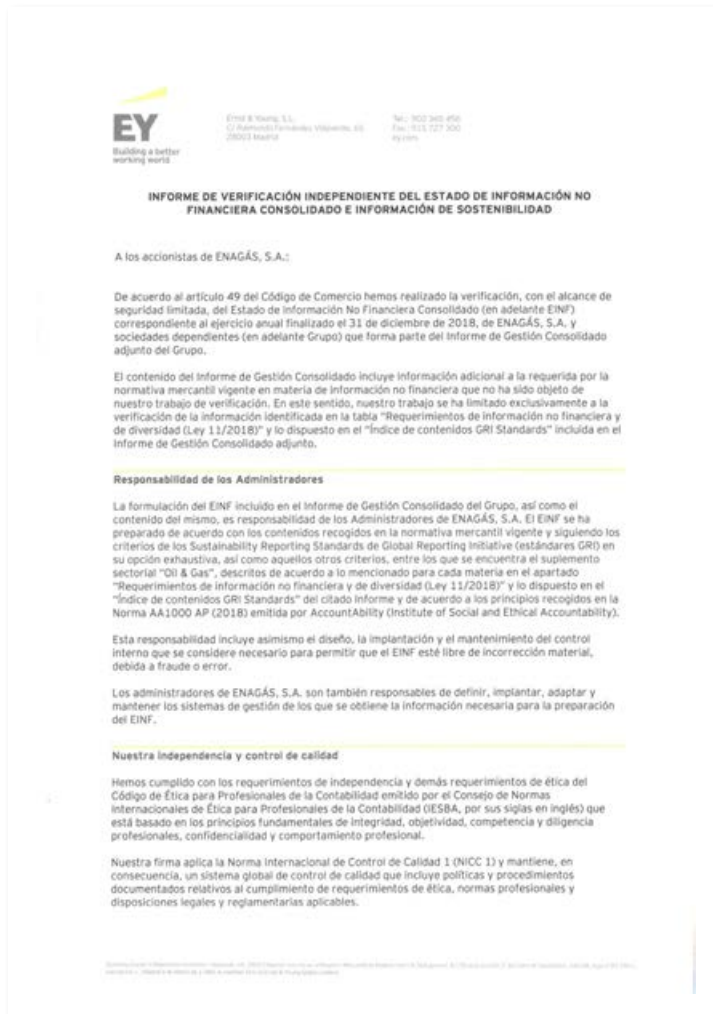 EY
Building a better
working world
Ernst & Young, S.L.
C/ Raimundo Fernández Villaverde, 65
28003 Madrid
Tel.: 902 365 456
Fax.: 915 727 300
ey.com
INFORME DE VERIFICACIÓN INDEPENDIENTE DEL ESTADO DE INFORMACIÓN NO
FINANCIERA CONSOLIDADO E INFORMACIÓN DE SOSTENIBILIDAD
A los accionistas de ENAGÁS, S.A.:
De acuerdo al artículo 49 del Código de Comercio hemos realizado la verificación, con el alcance de
seguridad limitada, del Estado de Información No Financiera Consolidado (en adelante EINF)
correspondiente al ejercicio anual finalizado el 31 de diciembre de 2018, de ENAGÁS, S.A. y
sociedades dependientes (en adelante Grupo) que forma parte del Informe de Gestión Consolidado
adjunto del Grupo.
El contenido del Informe de Gestión Consolidado incluye información adicional a la requerida por la
normativa mercantil vigente en materia de información no financiera que no ha sido objeto de
nuestro trabajo de verificación. En este sentido, nuestro trabajo se ha limitado exclusivamente a la
verificación de la información identificada en la tabla "Requerimientos de información no financiera y
de diversidad (Ley 11/2018)" y lo dispuesto en el "Índice de contenidos GRI Standards" incluida en el
Informe de Gestión Consolidado adjunto.
Responsabilidad de los Administradores
La formulación del EINF incluido en el Informe de Gestión Consolidado del Grupo, así como el
contenido del mismo, es responsabilidad de los Administradores de ENAGÁS, S.A. El EINF se ha
preparado de acuerdo con los contenidos recogidos en la normativa mercantil vigente y siguiendo los
criterios de los Sustainability Reporting Standards de Global Reporting Initiative (estándares GRI) en
su opción exhaustiva, así como aquellos otros criterios, entre los que se encuentra el suplemento
sectorial "Oil & Gas", descritos de acuerdo a lo mencionado para cada materia en el apartado
"Requerimientos de información no financiera y de diversidad (Ley 11/2018)" y lo dispuesto en el
"Índice de contenidos GRI Standards" del citado Informe y de acuerdo a los principios recogidos en la
Norma AA1000 AP (2018) emitida por AccountAbility (Institute of Social and Ethical Accountability).
Esta responsabilidad incluye asimismo el diseño, la implantación y el mantenimiento del control
interno que se considere necesario para permitir que el EINF esté libre de incorrección material,
debida a fraude o error.
Los administradores de ENAGÁS, S.A. son también responsables de definir, implantar, adaptar y
mantener los sistemas de gestión de los que se obtiene la información necesaria para la preparación
del EINF.
Nuestra independencia y control de calidad
Hemos cumplido con los requerimientos de independencia y demás requerimientos de ética del
Código de Ética para Profesionales de la Contabilidad emitido por el Consejo de Normas
Internacionales de Ética para Profesionales de la Contabilidad (IESBA, por sus siglas en inglés) que
está basado en los principios fundamentales de integridad, objetividad, competencia y diligencia
profesionales, confidencialidad y comportamiento profesional.
Nuestra firma aplica la Norma Internacional de Control de Calidad 1 (NICC 1) y mantiene, en
consecuencia, un sistema global de control de calidad que incluye políticas y procedimientos
documentados relativos al cumplimiento de requerimientos de ética, normas profesionales y
disposiciones legales y reglamentarias aplicables.